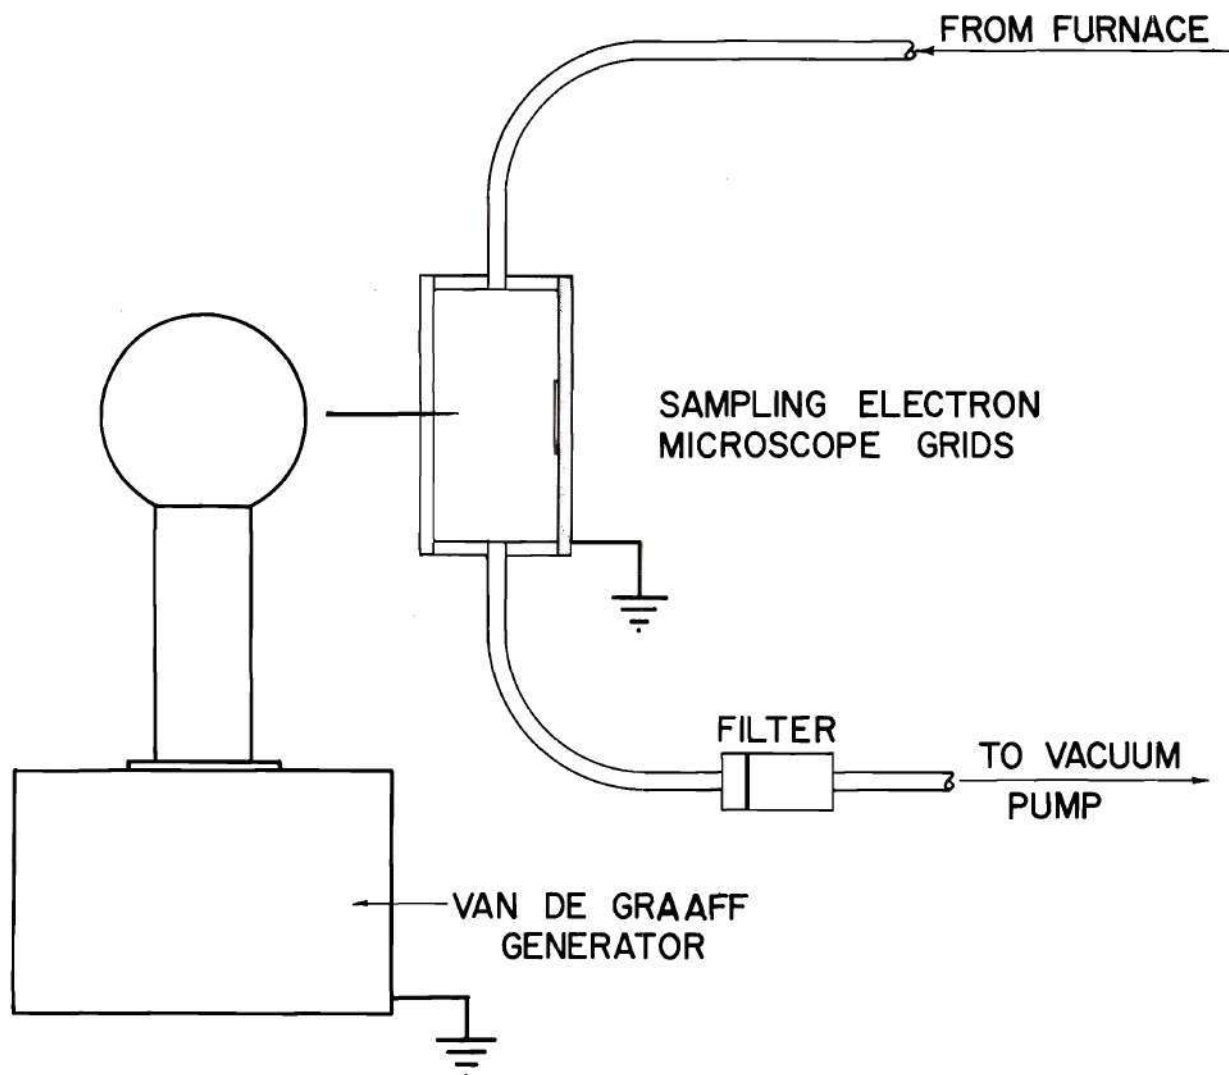 FROM FURNACE
SAMPLING ELECTRON
MICROSCOPE GRIDS
FILTER
TO VACUUM
PUMP
VAN DE GRAAFF
GENERATOR